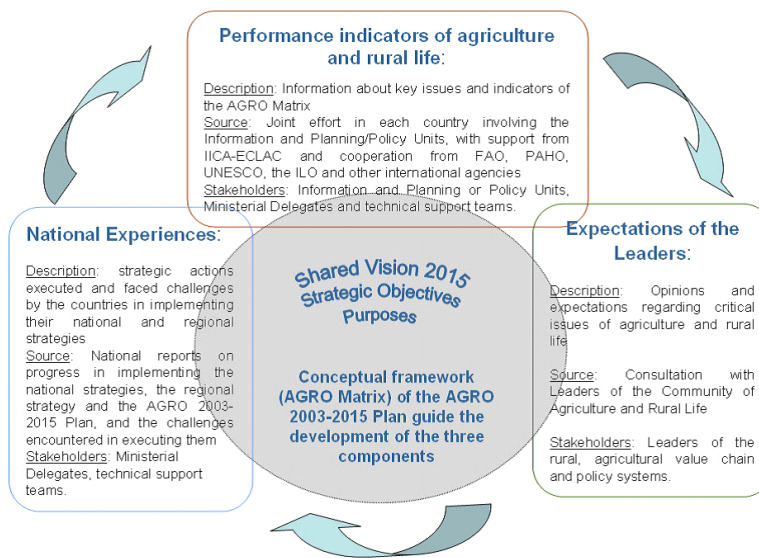 Performance indicators of agriculture
and rural life:
Description: Information about key issues and indicators of
the AGRO Matrix
Source: Joint effort in each country involving the
Information and Planning/Policy Units, with support from
IICA-ECLAC and cooperation from FAO, PAHO,
UNESCO, the ILO and other international agencies
Stakeholders: Information and Planning or Policy Units,
Ministerial Delegates and technical support teams.
National Experiences:
Description: strategic actions
executed and faced challenges
by the countries in implementing
their national and regional
strategies
Source: National reports on
progress in implementing the
national strategies, the regional
strategy and the AGRO 2003-
2015 Plan, and the challenges
encountered in executing them
Stakeholders: Ministerial
Delegates, technical support
teams.
Shared Vision 2015
Strategic Objectives
Purposes
Conceptual framework
(AGRO Matrix) of the AGRO
2003-2015 Plan guide the
development of the three
components
Expectations of the
Leaders:
Description: Opinions and
expectations regarding critical
issues of agriculture and rural
life
Source: Consultation with
Leaders of the Community of
Agriculture and Rural Life
Stakeholders: Leaders of the
rural, agricultural value chain
and policy systems.